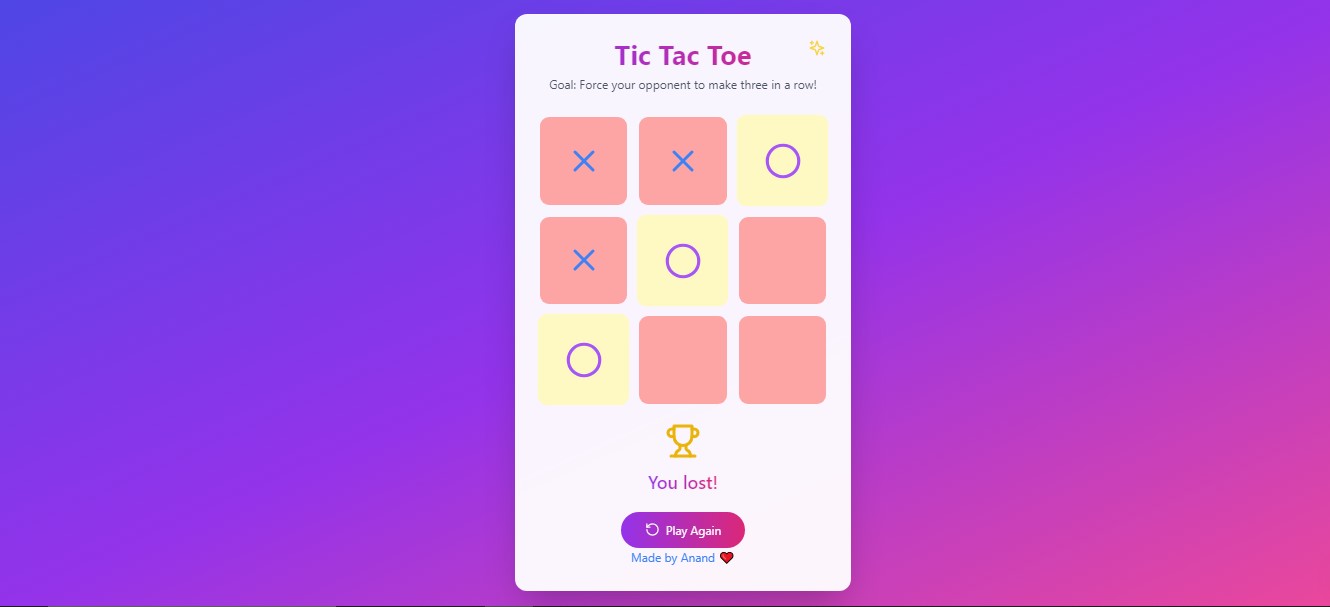 Tic Tac Toe
Goal: Force your opponent to make three in a row!
You lost!
Play Again
Made by Anand ❤️